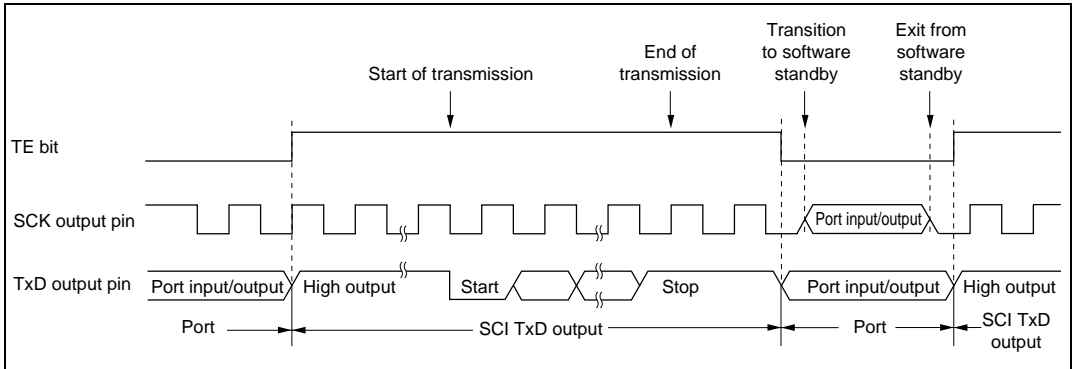 Transition
to software
standby
Exit from
software
standby
End of
transmission
Start of transmission
TE bit
SCK output pin
Port input/output
TxD output pin
Port input/output
High output
Start
Stop
Port input/output
High output
Port
SCI TxD output
Port
SCI TxD
output